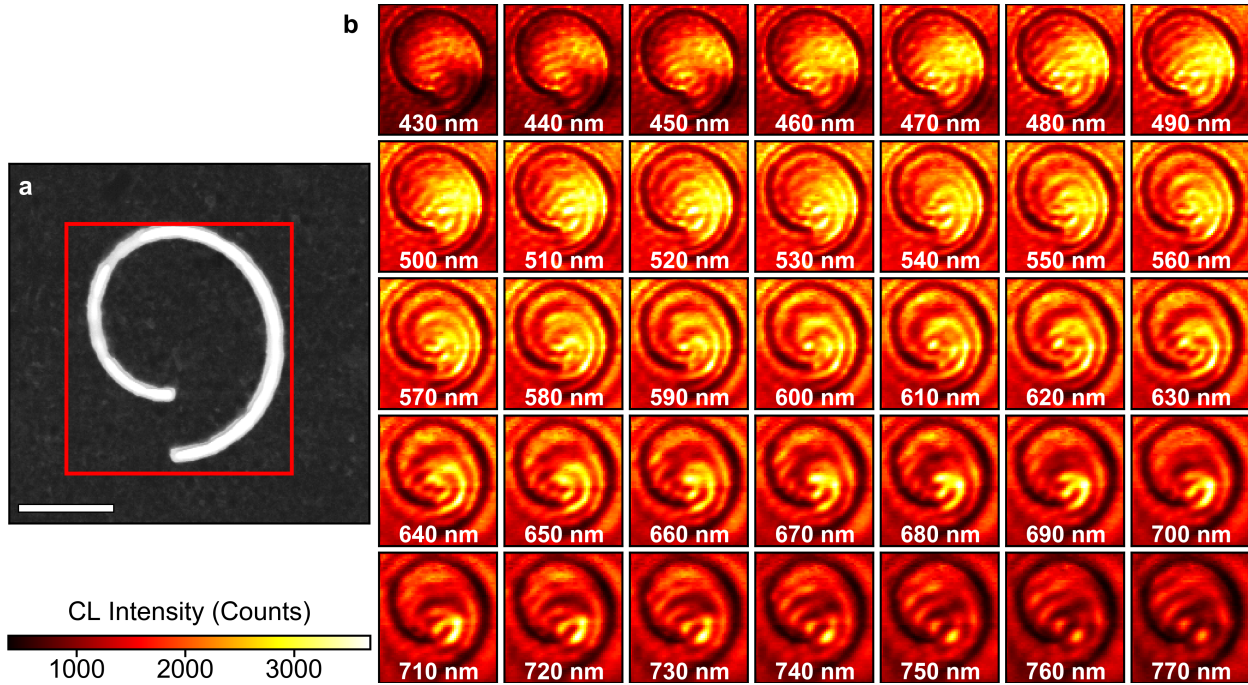 a
CL Intensity (Counts)
1000 2000 3000
b
430 nm 440 nm 450 nm 460 nm 470 nm 480 nm 490 nm
500 nm 510 nm 520 nm 530 nm 540 nm 550 nm 560 nm
570 nm 580 nm 590 nm 600 nm 610 nm 620 nm 630 nm
640 nm 650 nm 660 nm 670 nm 680 nm 690 nm 700 nm
710 nm 720 nm 730 nm 740 nm 750 nm 760 nm 770 nm